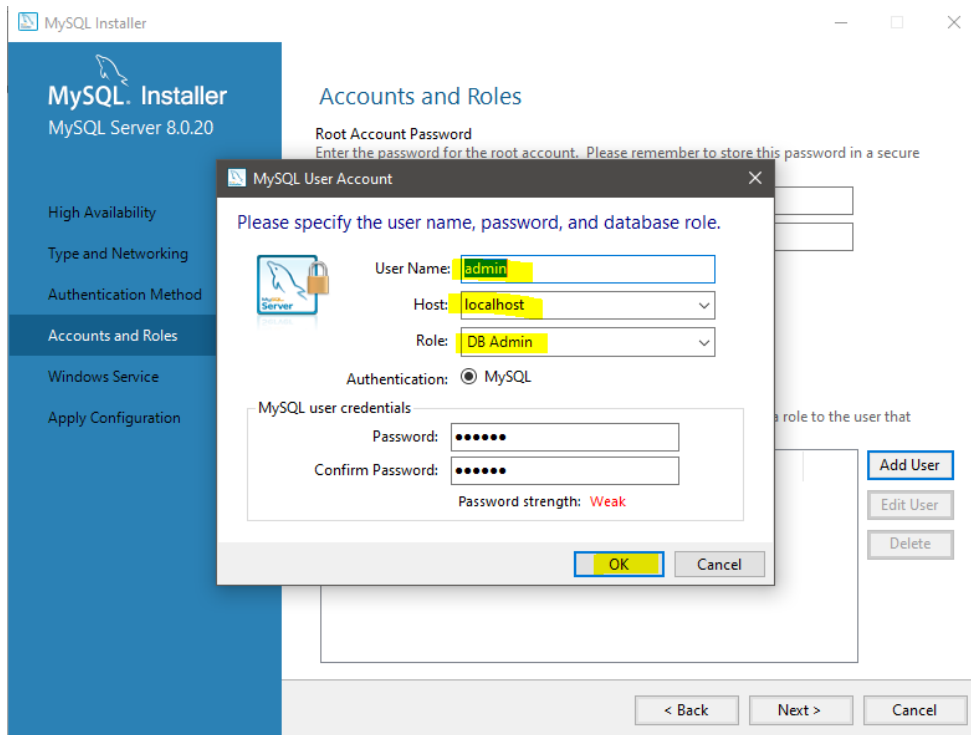 MySQL Installer
MySQL. Installer
MySQL Server 8.0.20
High Availability
Type and Networking
Authentication Method
Accounts and Roles
Windows Service
Apply Configuration
Accounts and Roles
Root Account Password
Enter the password for the root account. Please remember to store this password in a secure
MySQL User Account
Please specify the user name, password, and database role.
MySQL
Server
User Name: admin
Host: localhost
Role: DB Admin
Authentication: MySQL
MySQL user credentials
Password: ●●●●●●
Confirm Password: ●●●●●●
Password strength: Weak
OK Cancel
a role to the user that
Add User
Edit User
Delete
< Back Next > Cancel